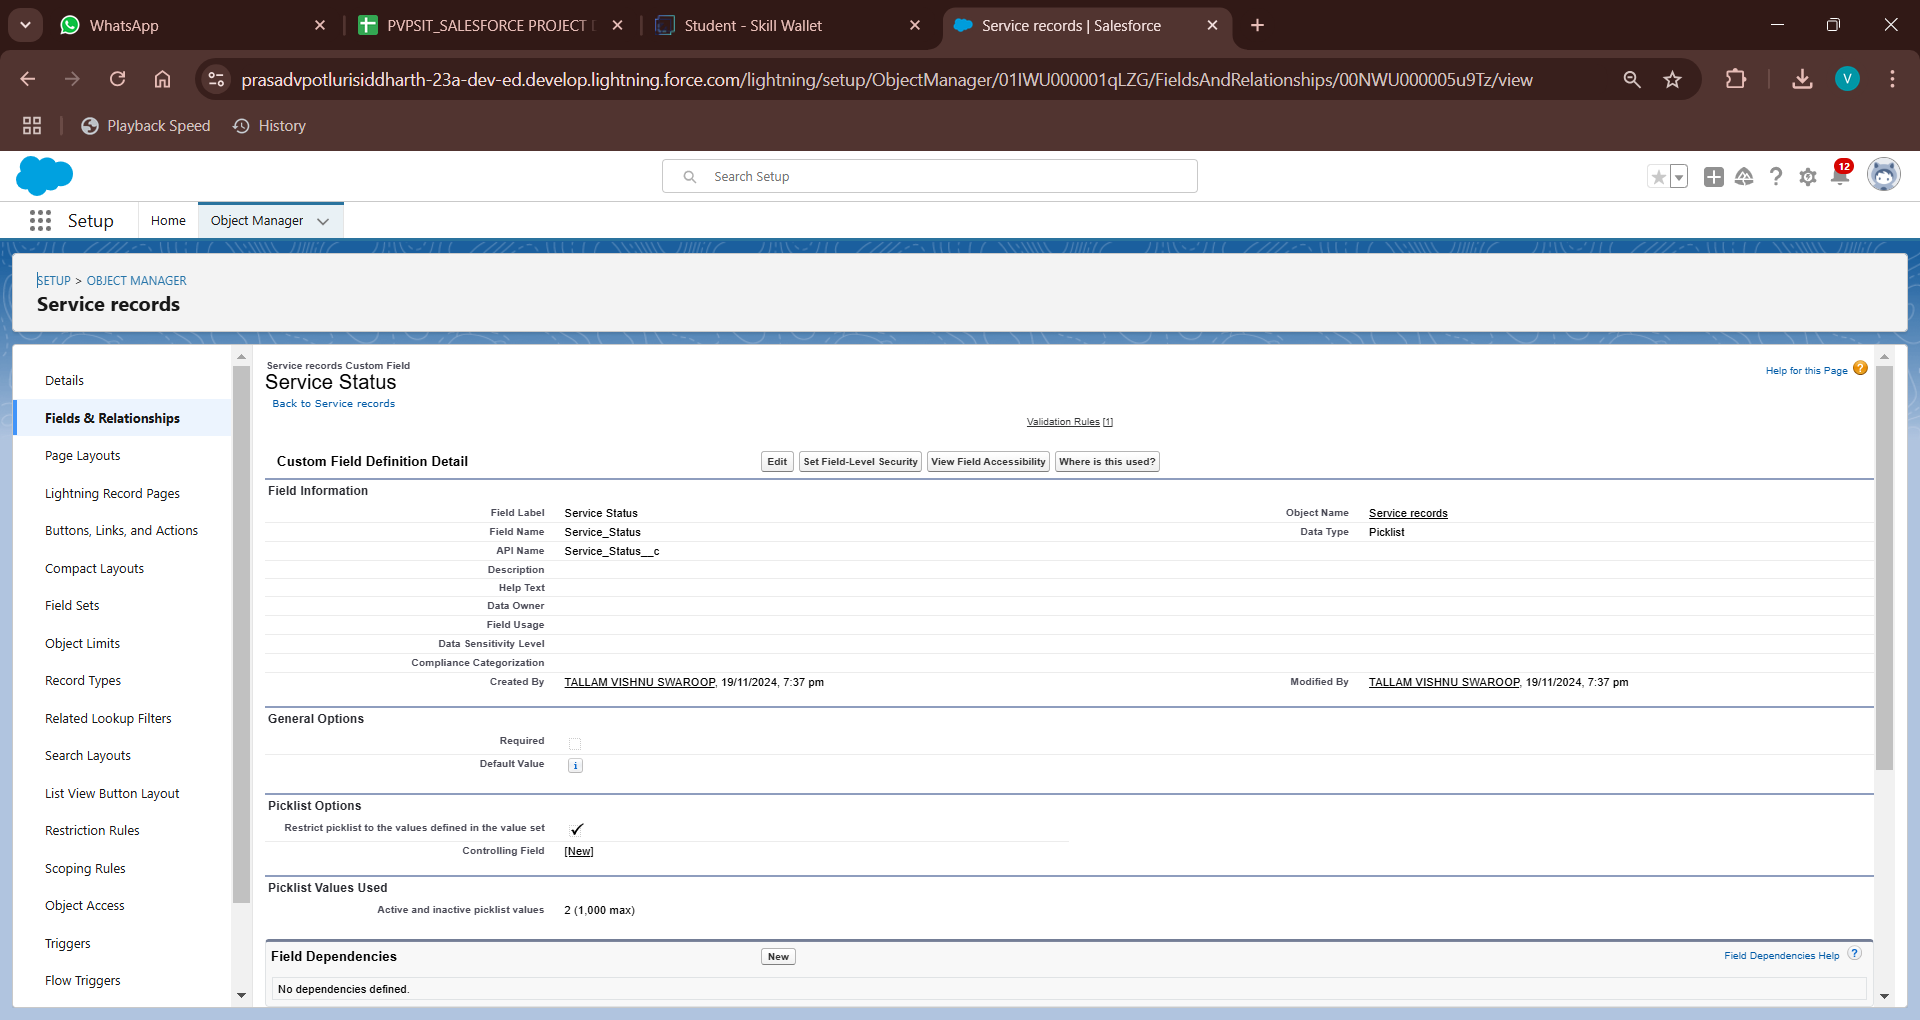 WhatsApp
PVPSIT_SALESFORCE PROJECT
Student - Skill Wallet
Service records | Salesforce
prasadvpotlurisiddharth-23a-dev-ed.develop.lightning.force.com/lightning/setup/ObjectManager/01IWU000001qLZG/FieldsAndRelationships/00NWU000005u9Tz/view
V
Playback Speed
History
Search Setup
12
Setup
Home
Object Manager
SETUP > OBJECT MANAGER
Service records
Details
Fields & Relationships
Page Layouts
Lightning Record Pages
Buttons, Links, and Actions
Compact Layouts
Field Sets
Object Limits
Record Types
Related Lookup Filters
Search Layouts
List View Button Layout
Restriction Rules
Scoping Rules
Object Access
Triggers
Flow Triggers
Service records Custom Field
Service Status
Back to Service records
Help for this Page
Validation Rules [1]
Custom Field Definition Detail
Edit
Set Field-Level Security
View Field Accessibility
Where is this used?
Field Information
Field Label Service Status
Object Name Service records
Field Name Service_Status
Data Type Picklist
API Name Service_Status__c
Description
Help Text
Data Owner
Field Usage
Data Sensitivity Level
Compliance Categorization
Created By TALLAM VISHNU SWAROOP, 19/11/2024, 7:37 pm
Modified By TALLAM VISHNU SWAROOP, 19/11/2024, 7:37 pm
General Options
Required
Default Value
Picklist Options
Restrict picklist to the values defined in the value set
Controlling Field [New]
Picklist Values Used
Active and inactive picklist values 2 (1,000 max)
Field Dependencies
New
Field Dependencies Help ?
No dependencies defined.